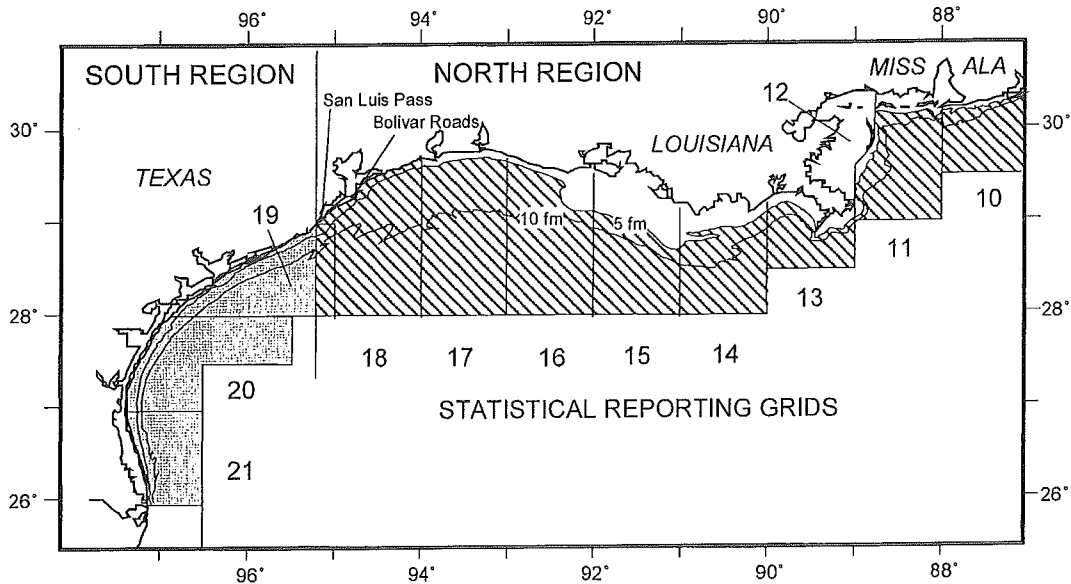 96° 94° 92° 90° 88°
SOUTH REGION
NORTH REGION
MISS ALA
12
San Luis Pass
Bolivar Roads
30°
30°
LOUISIANA
TEXAS
19
10 fm
5 fm
10
11
13
28°
28°
18 17 16 15 14
20
STATISTICAL REPORTING GRIDS
21
26°
26°
96° 94° 92° 90° 88°